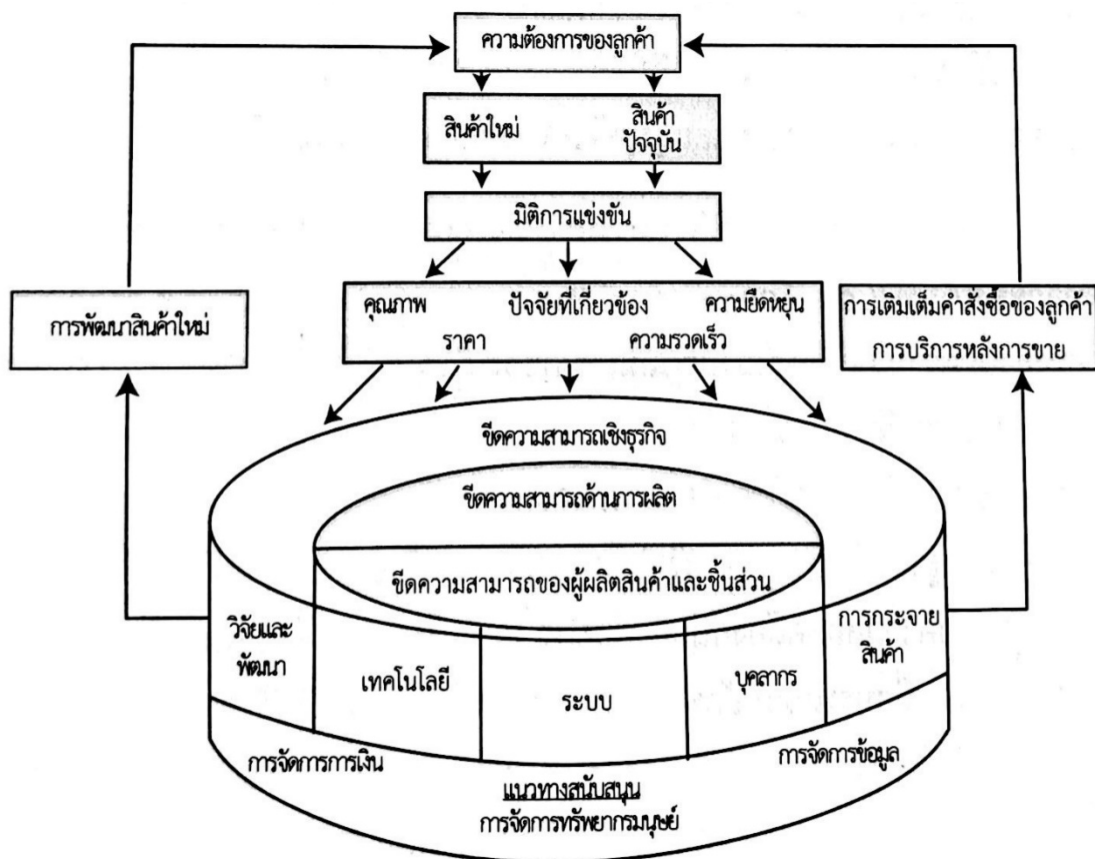 ความต้องการของลูกค้า
สินค้าใหม่
สินค้า
ปัจจุบัน
มิติการแข่งขัน
คุณภาพ ปัจจัยที่เกี่ยวข้อง ความยืดหยุ่น
ราคา ความรวดเร็ว
การพัฒนาสินค้าใหม่
การเติมเต็มคำสั่งซื้อของลูกค้า
การบริการหลังการขาย
ขีดความสามารถเชิงธุรกิจ
ขีดความสามารถด้านการผลิต
ขีดความสามารถของผู้ผลิตสินค้าและชิ้นส่วน
วิจัยและ
พัฒนา
เทคโนโลยี
ระบบ
บุคลากร
การกระจาย
สินค้า
การจัดการการเงิน
แนวทางสนับสนุน
การจัดการทรัพยากรมนุษย์
การจัดการข้อมูล